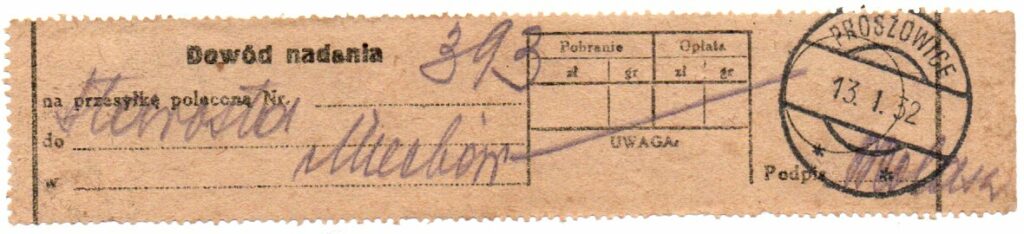 Dowód nadania 393
Pobranie Opłata
zł gr zł gr
na przesyłkę poleconą Nr.
Starosta
do
Miechów
w
UWAGA:
Podpis
PROSZOWICE
13.1.32